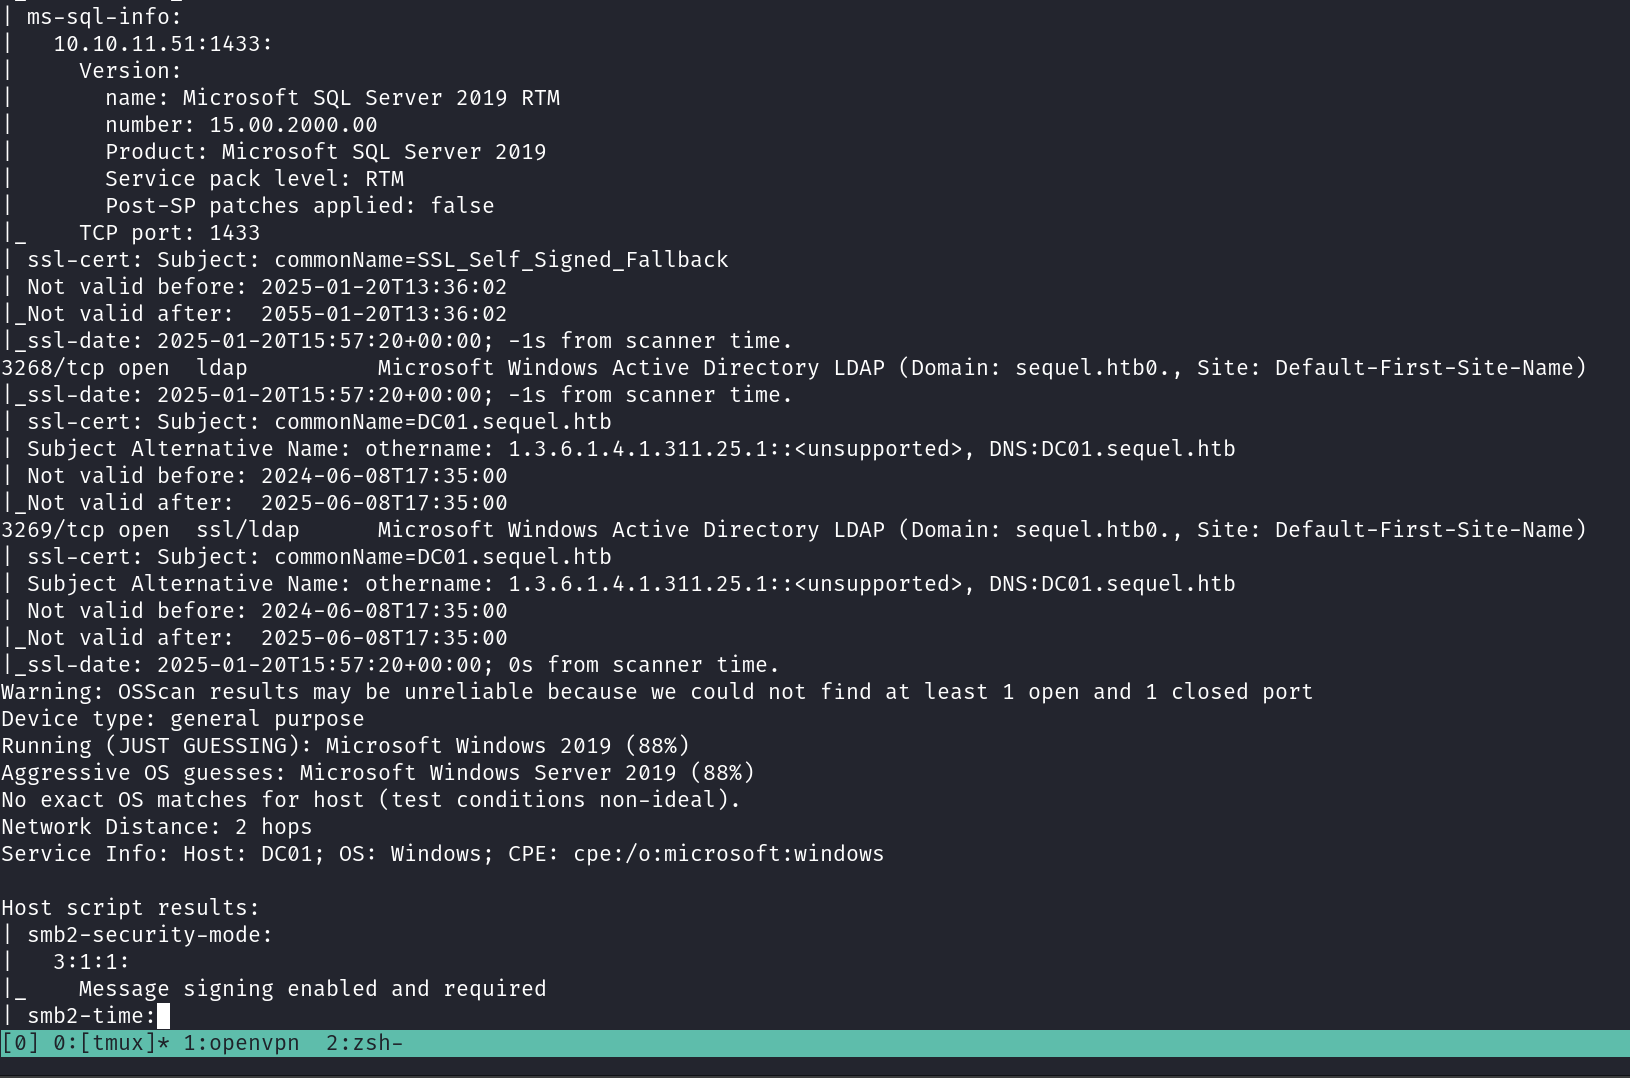 | ms-sql-info:
|   10.10.11.51:1433:
|     Version:
|       name: Microsoft SQL Server 2019 RTM
|       number: 15.00.2000.00
|       Product: Microsoft SQL Server 2019
|       Service pack level: RTM
|       Post-SP patches applied: false
|_    TCP port: 1433
| ssl-cert: Subject: commonName=SSL_Self_Signed_Fallback
| Not valid before: 2025-01-20T13:36:02
|_Not valid after:  2055-01-20T13:36:02
|_ssl-date: 2025-01-20T15:57:20+00:00; -1s from scanner time.
3268/tcp open  ldap          Microsoft Windows Active Directory LDAP (Domain: sequel.htb0., Site: Default-First-Site-Name)
|_ssl-date: 2025-01-20T15:57:20+00:00; -1s from scanner time.
| ssl-cert: Subject: commonName=DC01.sequel.htb
| Subject Alternative Name: othername: 1.3.6.1.4.1.311.25.1::<unsupported>, DNS:DC01.sequel.htb
| Not valid before: 2024-06-08T17:35:00
|_Not valid after:  2025-06-08T17:35:00
3269/tcp open  ssl/ldap      Microsoft Windows Active Directory LDAP (Domain: sequel.htb0., Site: Default-First-Site-Name)
| ssl-cert: Subject: commonName=DC01.sequel.htb
| Subject Alternative Name: othername: 1.3.6.1.4.1.311.25.1::<unsupported>, DNS:DC01.sequel.htb
| Not valid before: 2024-06-08T17:35:00
|_Not valid after:  2025-06-08T17:35:00
|_ssl-date: 2025-01-20T15:57:20+00:00; 0s from scanner time.
Warning: OSScan results may be unreliable because we could not find at least 1 open and 1 closed port
Device type: general purpose
Running (JUST GUESSING): Microsoft Windows 2019 (88%)
Aggressive OS guesses: Microsoft Windows Server 2019 (88%)
No exact OS matches for host (test conditions non-ideal).
Network Distance: 2 hops
Service Info: Host: DC01; OS: Windows; CPE: cpe:/o:microsoft:windows

Host script results:
| smb2-security-mode:
|   3:1:1:
|_    Message signing enabled and required
| smb2-time:
[0] 0:[tmux]* 1:openvpn  2:zsh-